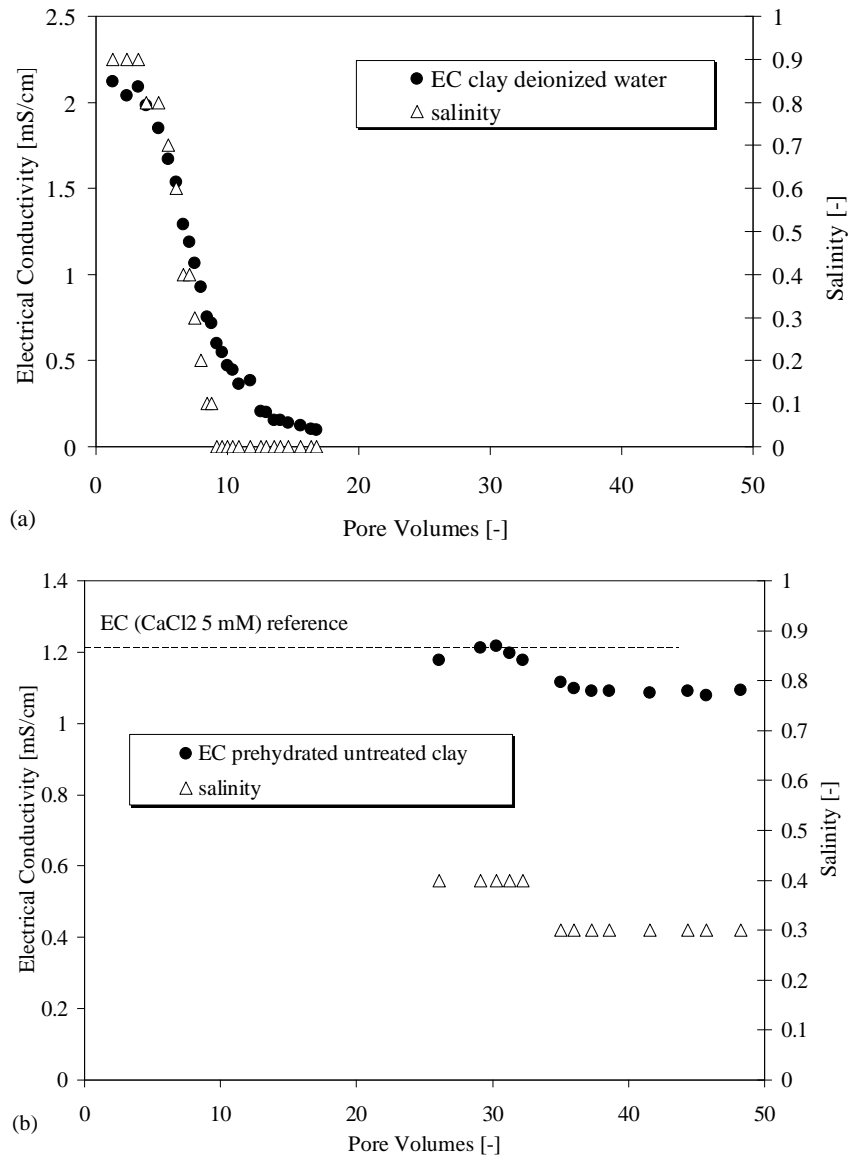 2.5
2
1.5
1
0.5
0
1
0.9
0.8
0.7
0.6
0.5
0.4
0.3
0.2
0.1
0
0 10 20 30 40 50
Electrical Conductivity [mS/cm]
Salinity [-]
EC clay deionized water
salinity
Pore Volumes [-]
(a)
1.4
1.2
1
0.8
0.6
0.4
0.2
0
1
0.9
0.8
0.7
0.6
0.5
0.4
0.3
0.2
0.1
0
0 10 20 30 40 50
Electrical Conductivity [mS/cm]
Salinity [-]
EC (CaCl2 5 mM) reference
EC prehydrated untreated clay
salinity
Pore Volumes [-]
(b)